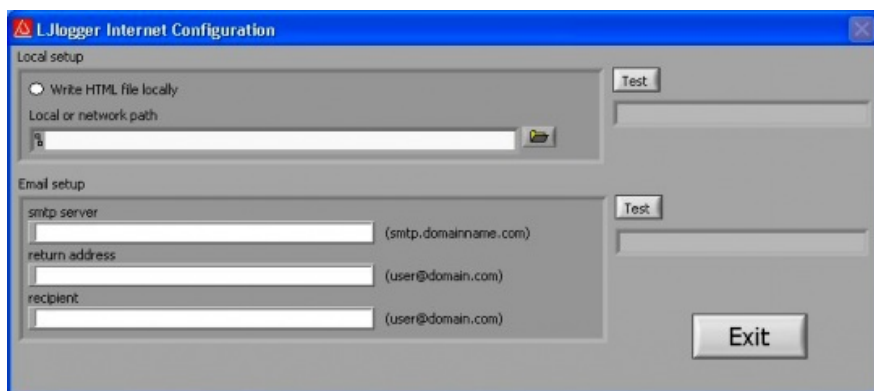 LJlogger Internet Configuration
Local setup
Write HTML file locally
Test
Local or network path
Email setup
smtp server
Test
(smtp.domainname.com)
return address
(user@domain.com)
recipient
(user@domain.com)
Exit